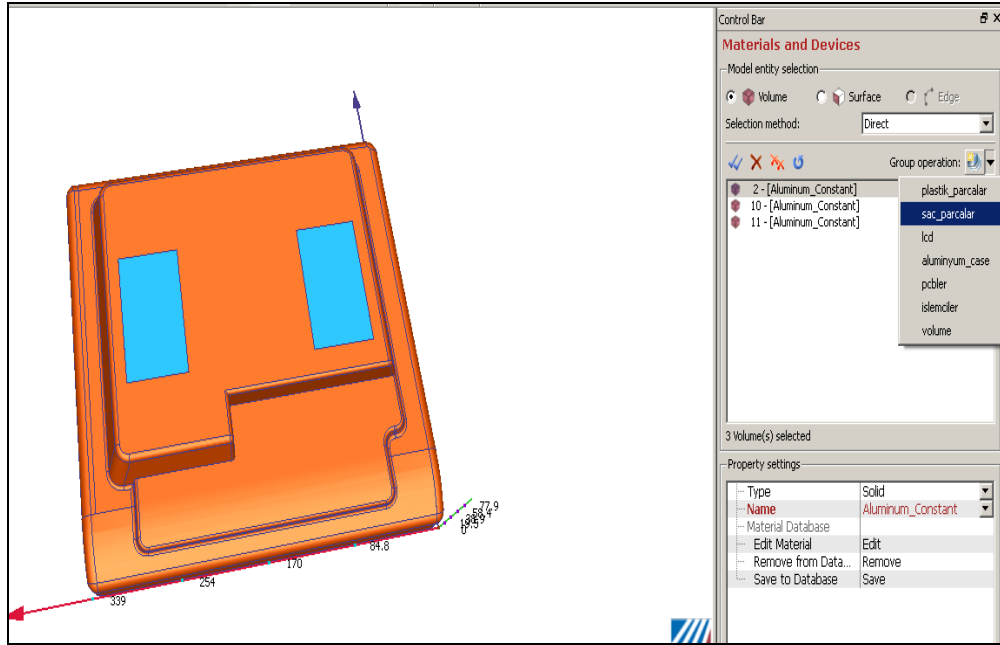 Control Bar
Materials and Devices
Model entity selection
Volume Surface Edge
Selection method: Direct
Group operation:
2 - [Aluminum_Constant]
10 - [Aluminum_Constant]
11 - [Aluminum_Constant]
plastik_parcalar
sac_parcalar
lcd
aluminyum_case
pcbler
islemciler
volume
3 Volume(s) selected
Property settings
Type Solid
Name Aluminum_Constant
Material Database
Edit Material Edit
Remove from Data... Remove
Save to Database Save
77.9
0
84.8
170
254
339